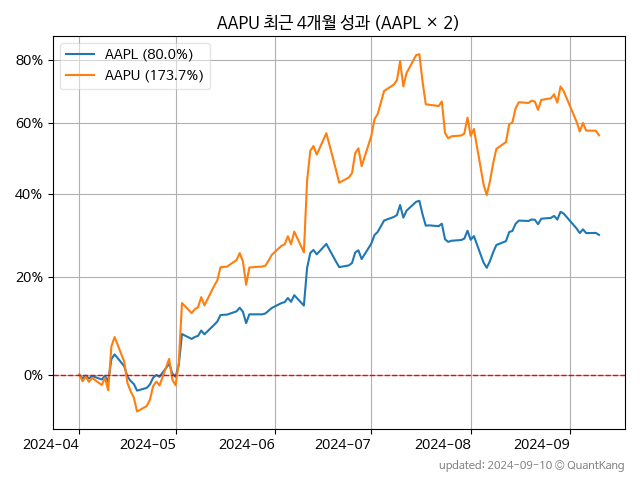 AAPU 최근 4개월 성과 (AAPL × 2)
AAPL (80.0%)
AAPU (173.7%)
80%
60%
40%
20%
0%
2024-04 2024-05 2024-06 2024-07 2024-08 2024-09
updated: 2024-09-10 © QuantKang